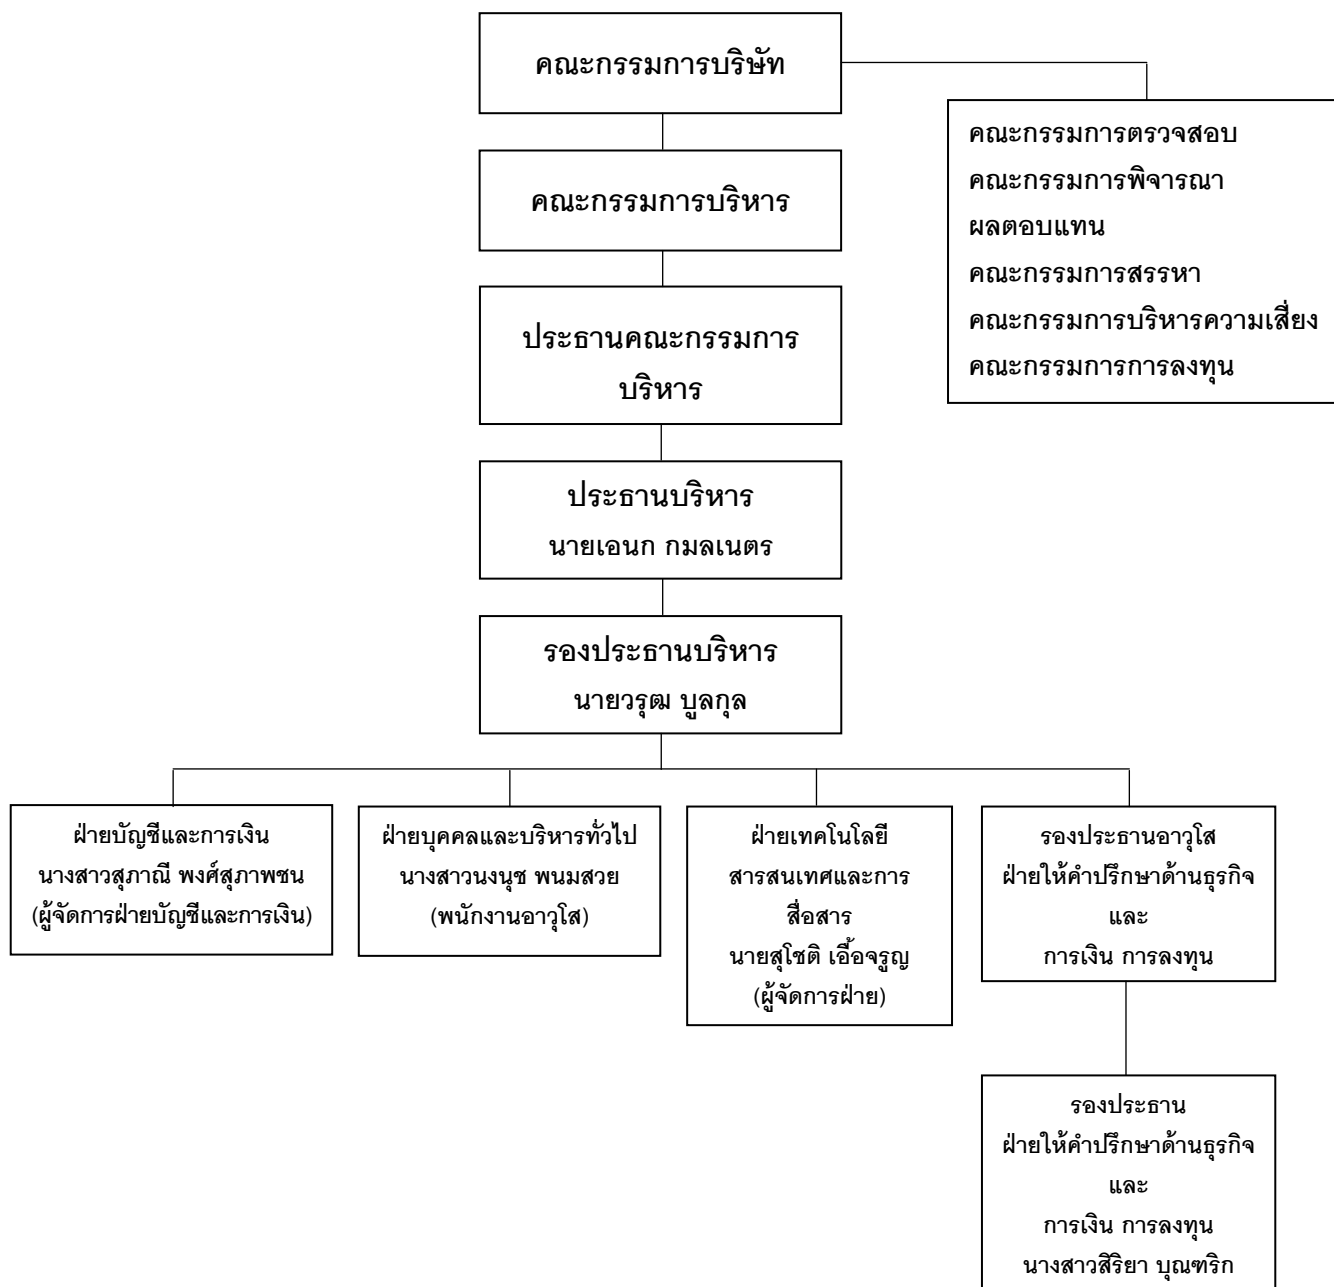 คณะกรรมการบริษัท
คณะกรรมการตรวจสอบ
คณะกรรมการพิจารณา
ผลตอบแทน
คณะกรรมการสรรหา
คณะกรรมการบริหารความเสี่ยง
คณะกรรมการการลงทุน
คณะกรรมการบริหาร
ประธานคณะกรรมการ
บริหาร
ประธานบริหาร
นายเอนก กมลเนตร
รองประธานบริหาร
นายวรุฒ บูลกุล
ฝ่ายบัญชีและการเงิน
นางสาวสุภาณี พงศ์สุภาพชน
(ผู้จัดการฝ่ายบัญชีและการเงิน)
ฝ่ายบุคคลและบริหารทั่วไป
นางสาวนงนุช พนมสวย
(พนักงานอาวุโส)
ฝ่ายเทคโนโลยี
สารสนเทศและการ
สื่อสาร
นายสุโชติ เอื้อจรูญ
(ผู้จัดการฝ่าย)
รองประธานอาวุโส
ฝ่ายให้คำปรึกษาด้านธุรกิจ
และ
การเงิน การลงทุน
รองประธาน
ฝ่ายให้คำปรึกษาด้านธุรกิจ
และ
การเงิน การลงทุน
นางสาวสิริยา บุณฑริก